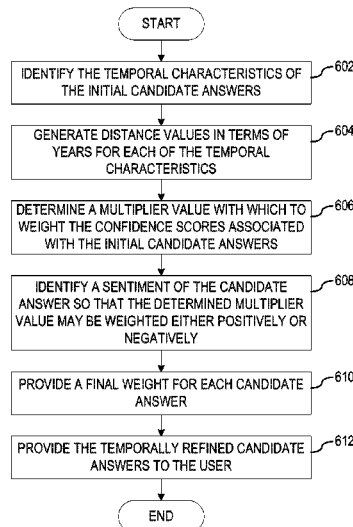 START
602
IDENTIFY THE TEMPORAL CHARACTERISTICS OF
THE INITIAL CANDIDATE ANSWERS
604
GENERATE DISTANCE VALUES IN TERMS OF
YEARS FOR EACH OF THE TEMPORAL
CHARACTERISTICS
606
DETERMINE A MULTIPLIER VALUE WITH WHICH TO
WEIGHT THE CONFIDENCE SCORES ASSOCIATED
WITH THE INITIAL CANDIDATE ANSWERS
608
IDENTIFY A SENTIMENT OF THE CANDIDATE
ANSWER SO THAT THE DETERMINED MULTIPLIER
VALUE MAY BE WEIGHTED EITHER POSITIVELY OR
NEGATIVELY
610
PROVIDE A FINAL WEIGHT FOR EACH CANDIDATE
ANSWER
612
PROVIDE THE TEMPORALLY REFINED CANDIDATE
ANSWERS TO THE USER
END